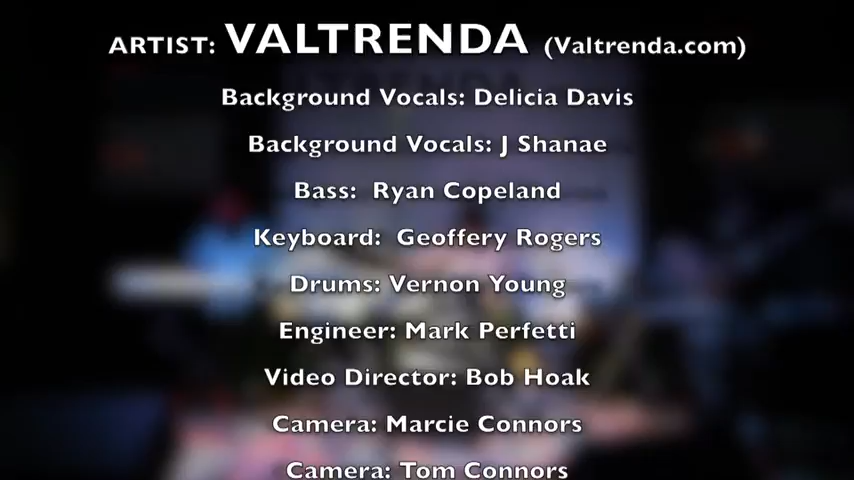 ARTIST: VALTRENDA (Valtrenda.com)
Background Vocals: Delicia Davis
Background Vocals: J Shanae
Bass: Ryan Copeland
Keyboard: Geoffery Rogers
Drums: Vernon Young
Engineer: Mark Perfetti
Video Director: Bob Hoak
Camera: Marcie Connors
Camera: Tom Connors